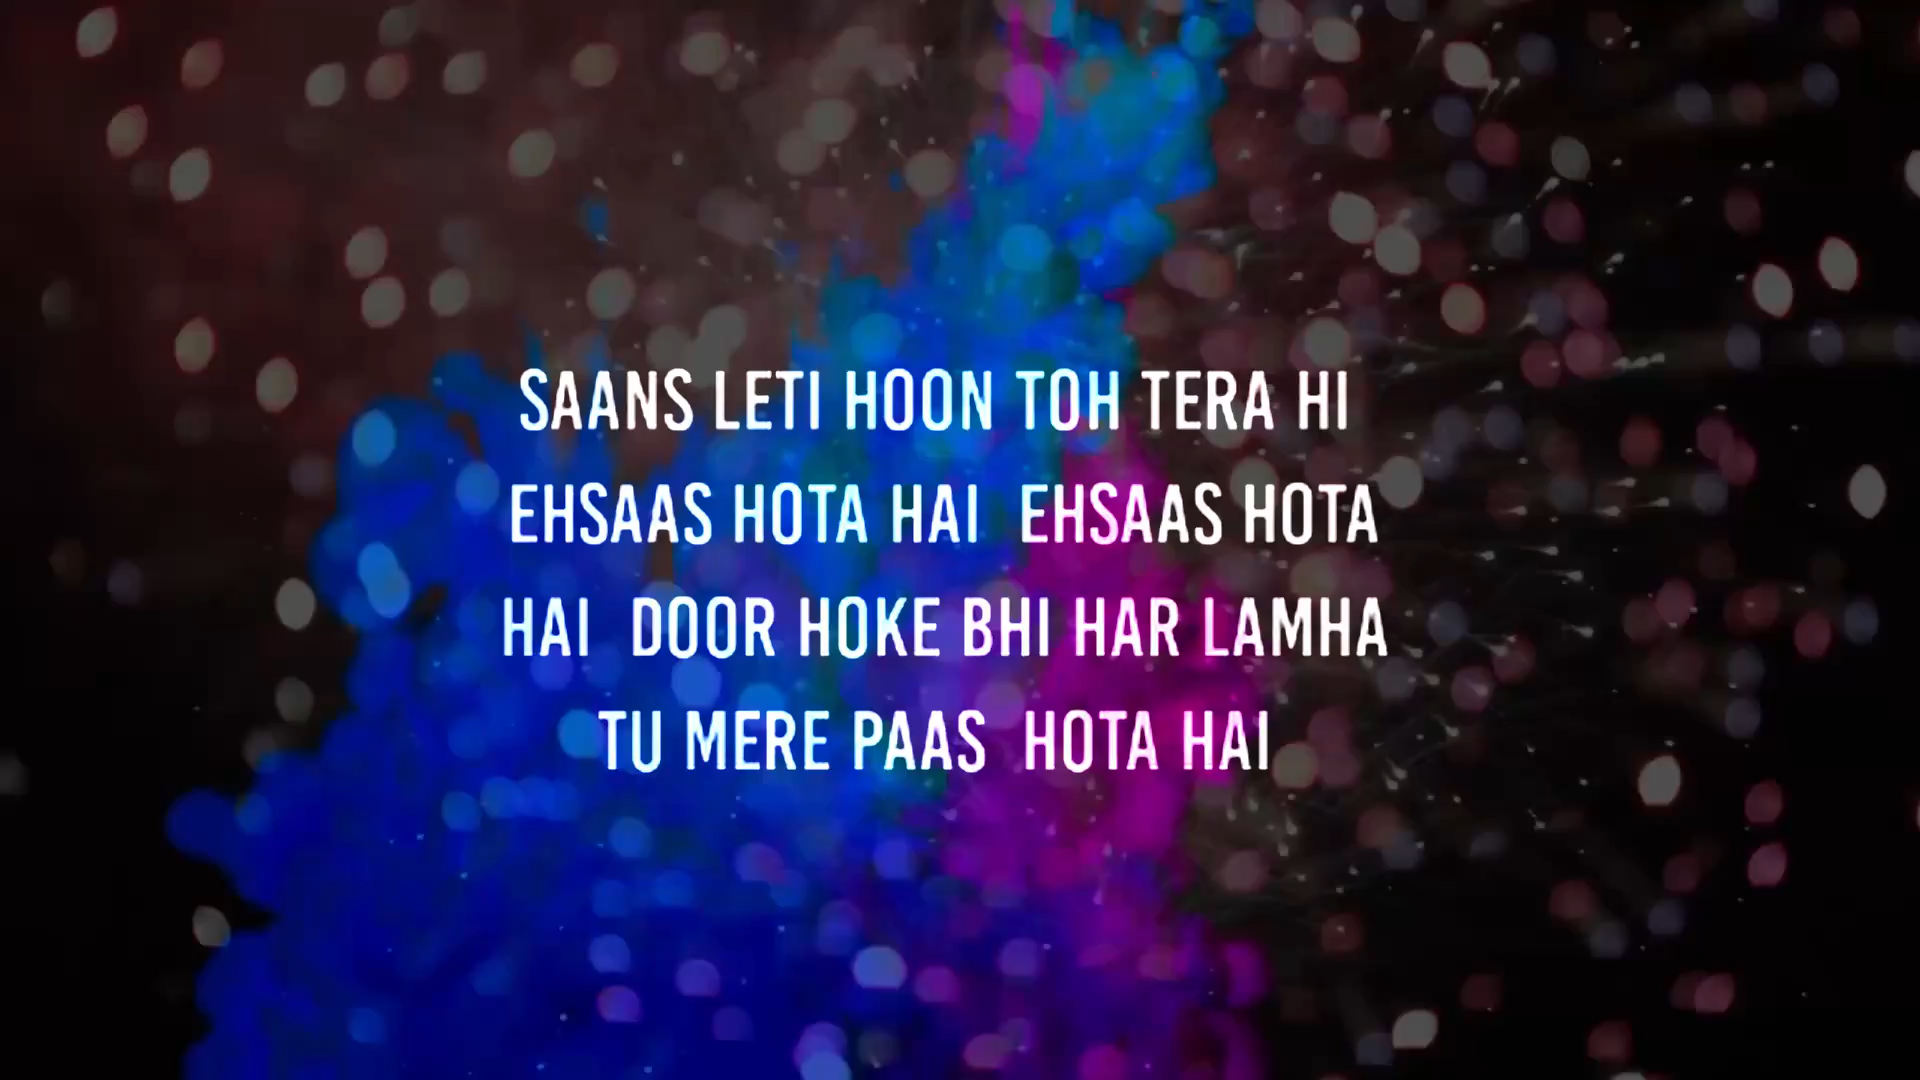 SAANS LETI HOON TOH TERA HI
EHSAAS HOTA HAI  EHSAAS HOTA
HAI  DOOR HOKE BHI HAR LAMHA
TU MERE PAAS  HOTA HAI